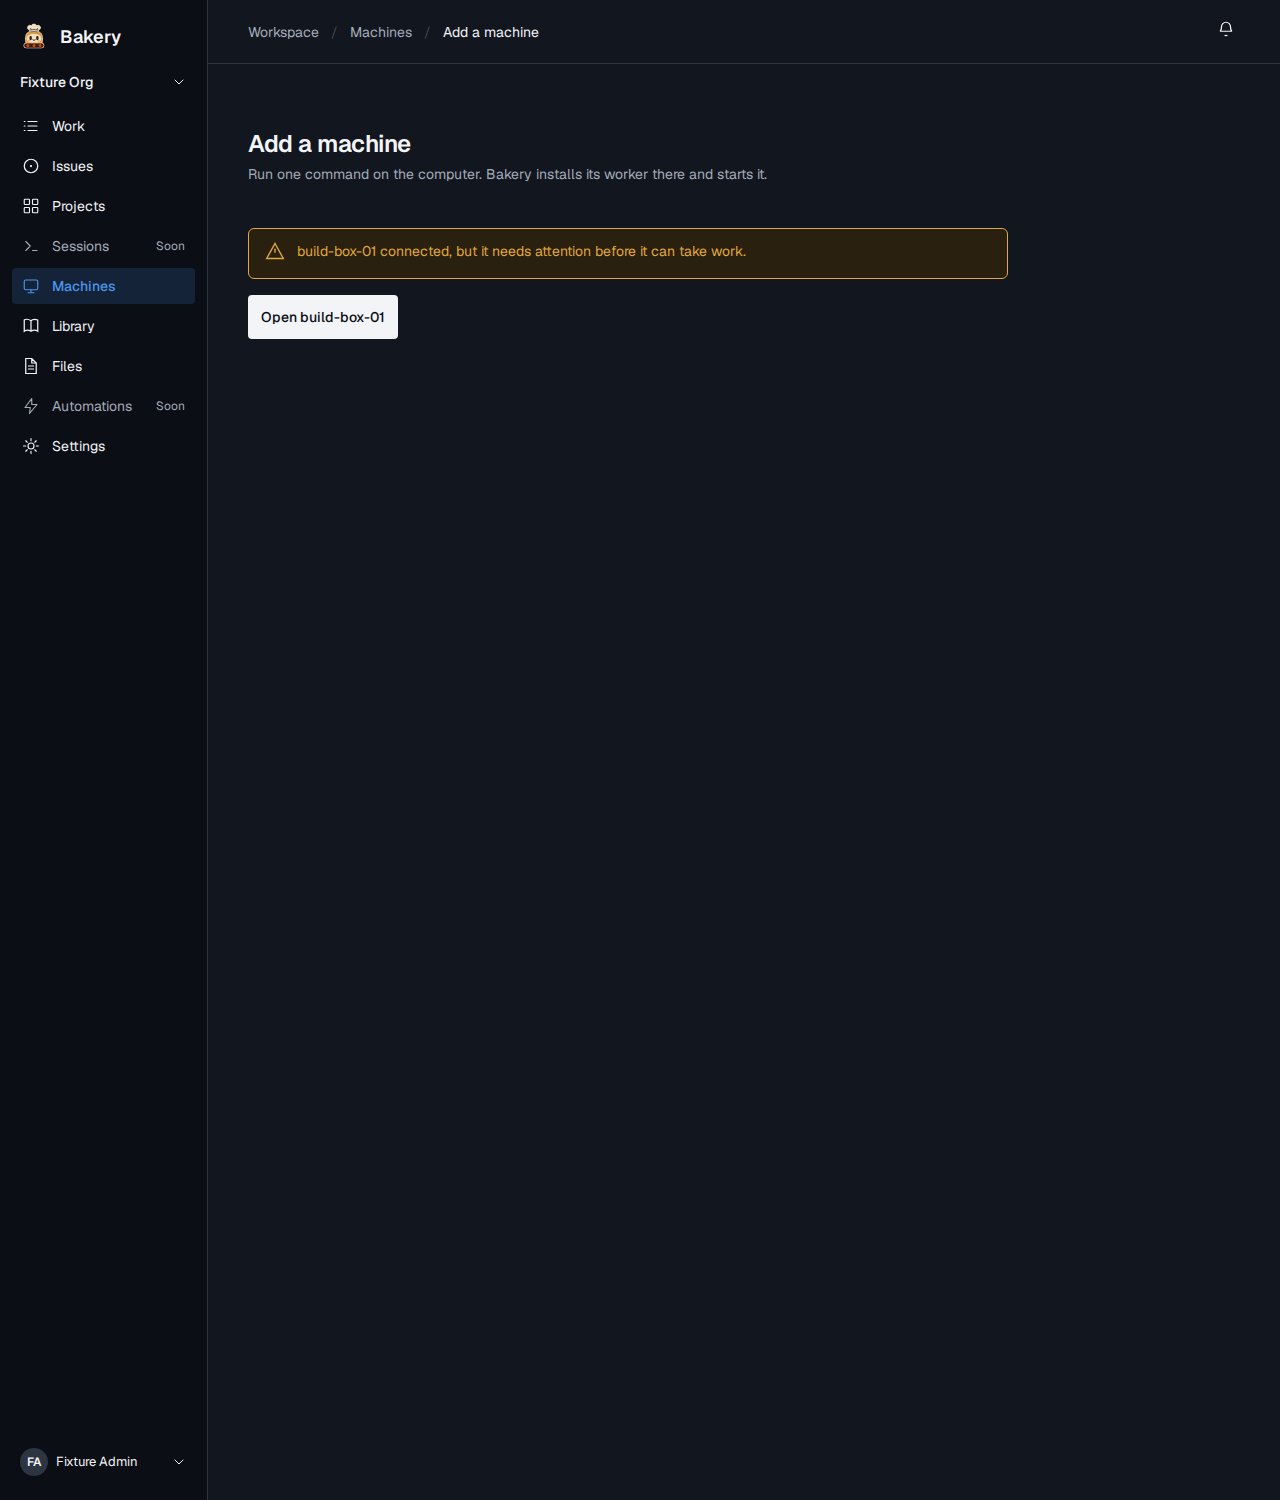 Bakery
Fixture Org
Work
Issues
Projects
Sessions Soon
Machines
Library
Files
Automations Soon
Settings
FA Fixture Admin
Workspace / Machines / Add a machine
Add a machine
Run one command on the computer. Bakery installs its worker there and starts it.
build-box-01 connected, but it needs attention before it can take work.
Open build-box-01